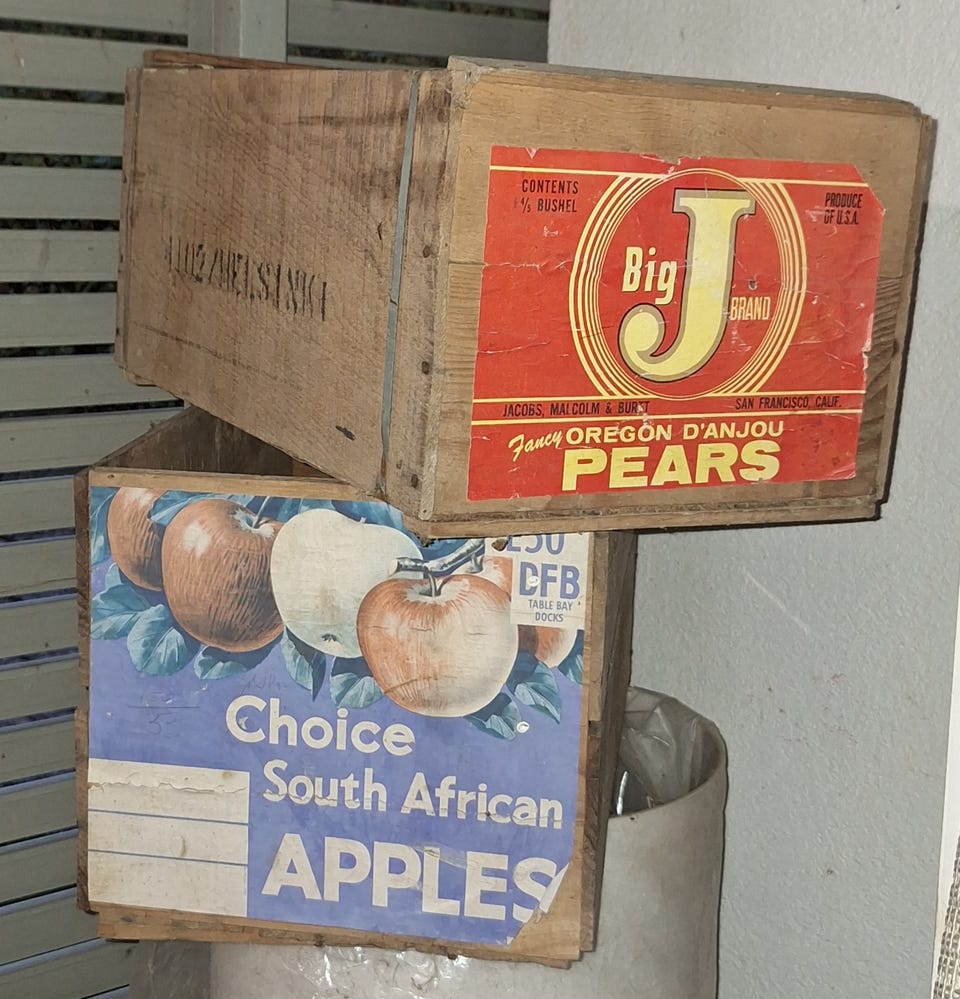 CONTENTS
4/5 BUSHEL
PRODUCE
OF U.S.A.
Big J
BRAND
JACOBS, MALCOLM & BURTT
SAN FRANCISCO, CALIF.
Fancy OREGON D'ANJOU
PEARS
/HELSINKI
DFB
TABLE BAY
DOCKS
Choice
South African
APPLES